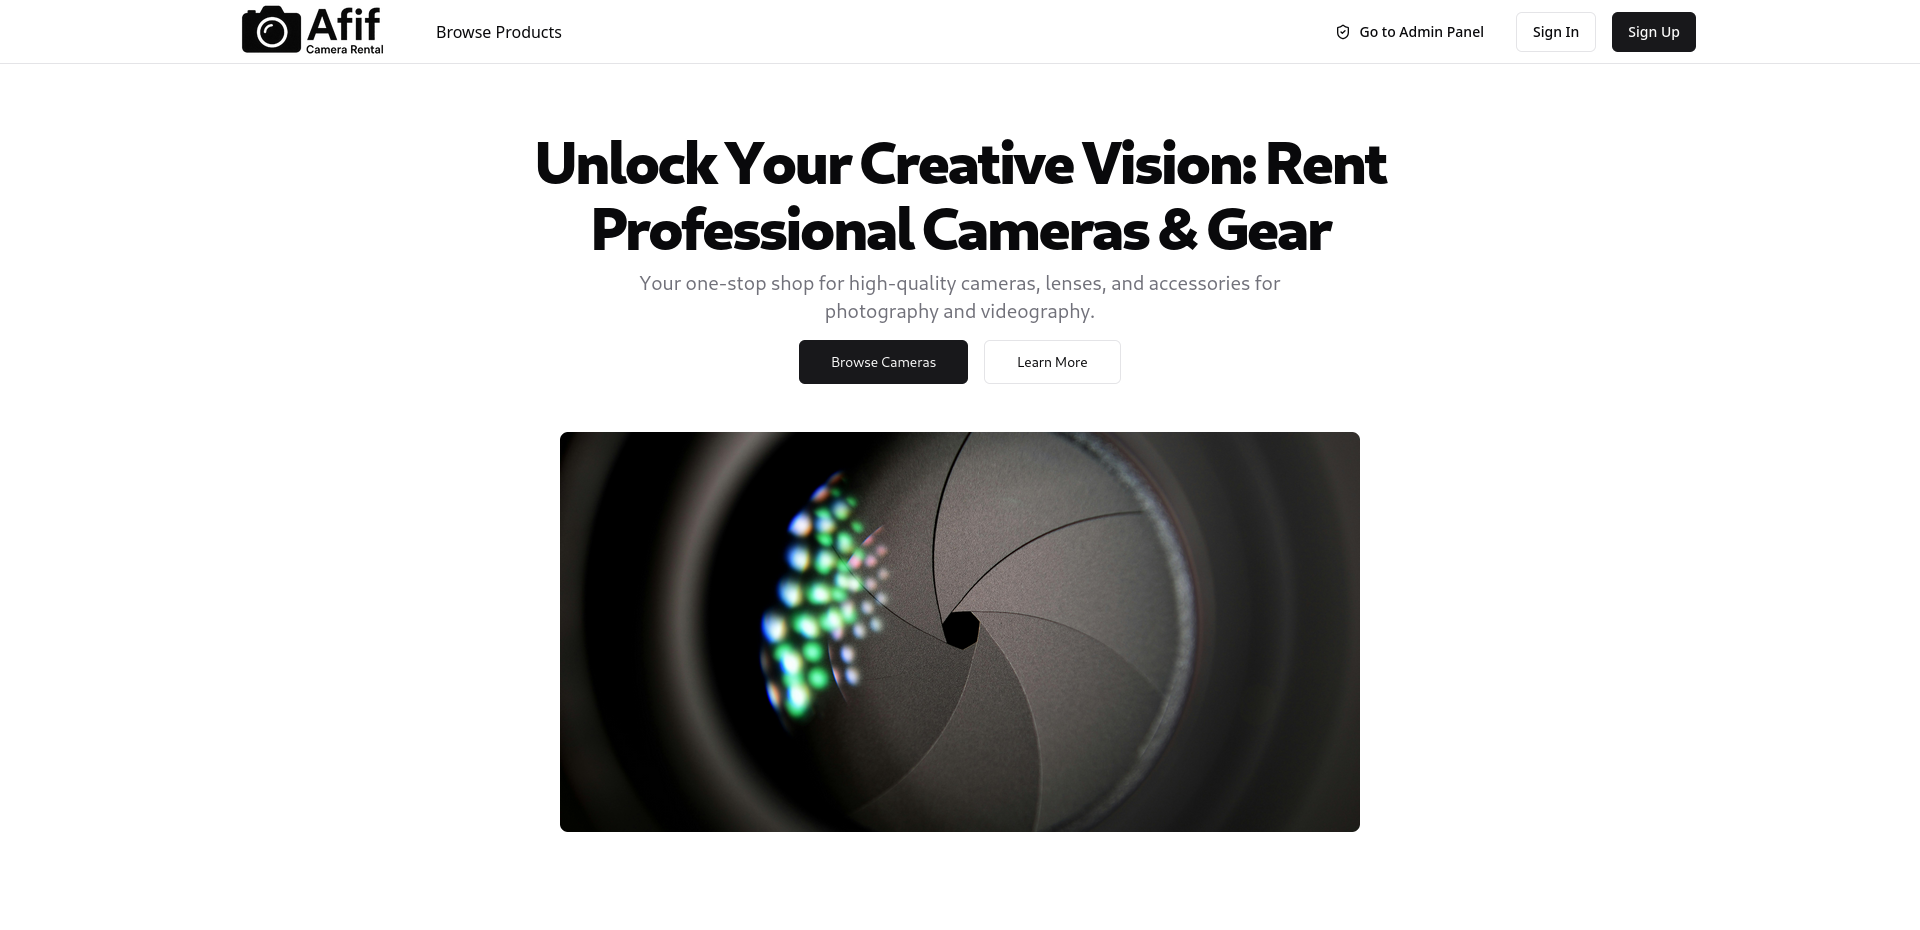 Afif
Camera Rental
Browse Products
Go to Admin Panel
Sign In
Sign Up
Unlock Your Creative Vision: Rent
Professional Cameras & Gear
Your one-stop shop for high-quality cameras, lenses, and accessories for
photography and videography.
Browse Cameras
Learn More